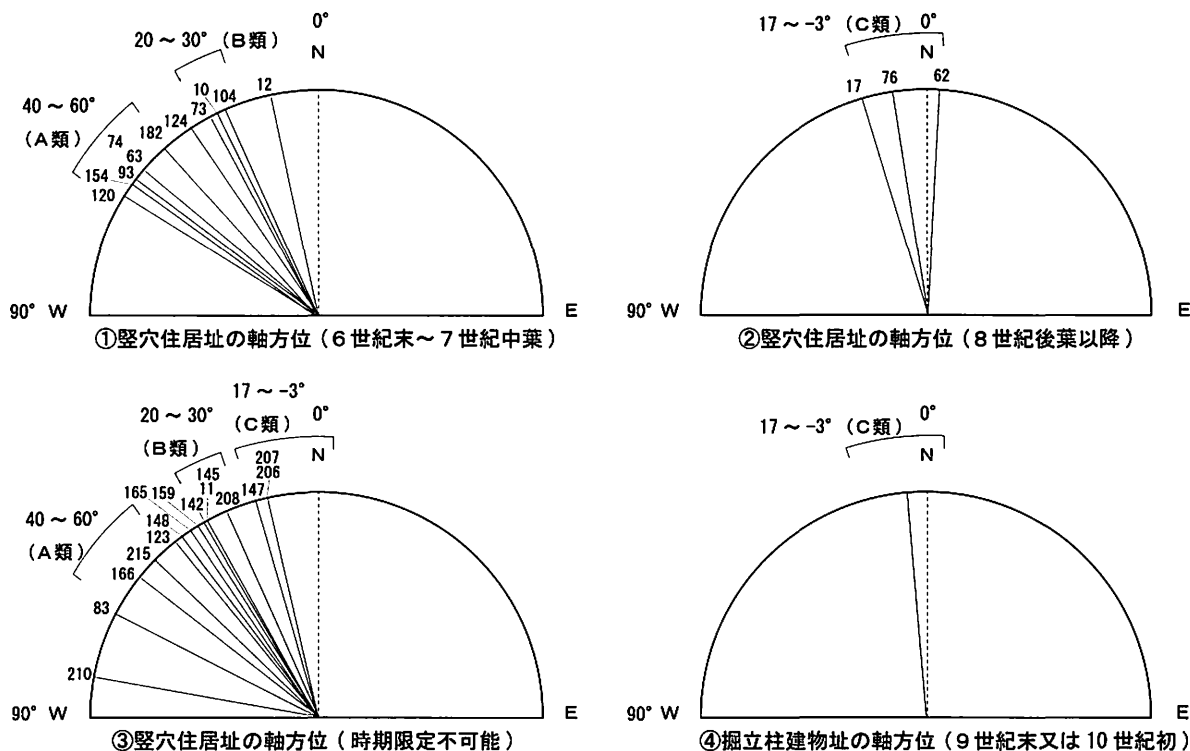 20～30°（B類）
0°
N
40～60°
（A類）
12
104
10
73
124
182
74
63
93
154
120
90° W
E
①竪穴住居址の軸方位（6世紀末～7世紀中葉）
17～-3°（C類）
0°
N
17
76
62
90° W
E
②竪穴住居址の軸方位（8世紀後葉以降）
17～-3°
（C類）
0°
N
20～30°
（B類）
40～60°
（A類）
207
206
147
208
145
11
142
159
165
148
123
215
166
83
210
90° W
E
③竪穴住居址の軸方位（時期限定不可能）
17～-3°（C類）
0°
N
90° W
E
④掘立柱建物址の軸方位（9世紀末又は10世紀初）